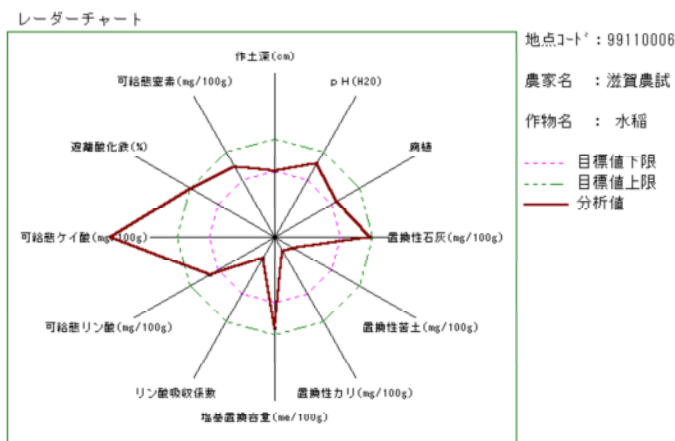 レーダーチャート
地点ｺｰﾄﾞ：99110006
農家名 ：滋賀農試
作物名 ： 水稲
目標値下限
目標値上限
分析値
作土深(cm)
pH(H2O)
腐植
置換性石灰(mg/100g)
置換性苦土(mg/100g)
置換性カリ(mg/100g)
塩基置換容量(me/100g)
リン酸吸収係数
可給態リン酸(mg/100g)
可給態ケイ酸(mg/100g)
遊離酸化鉄(%)
可給態窒素(mg/100g)